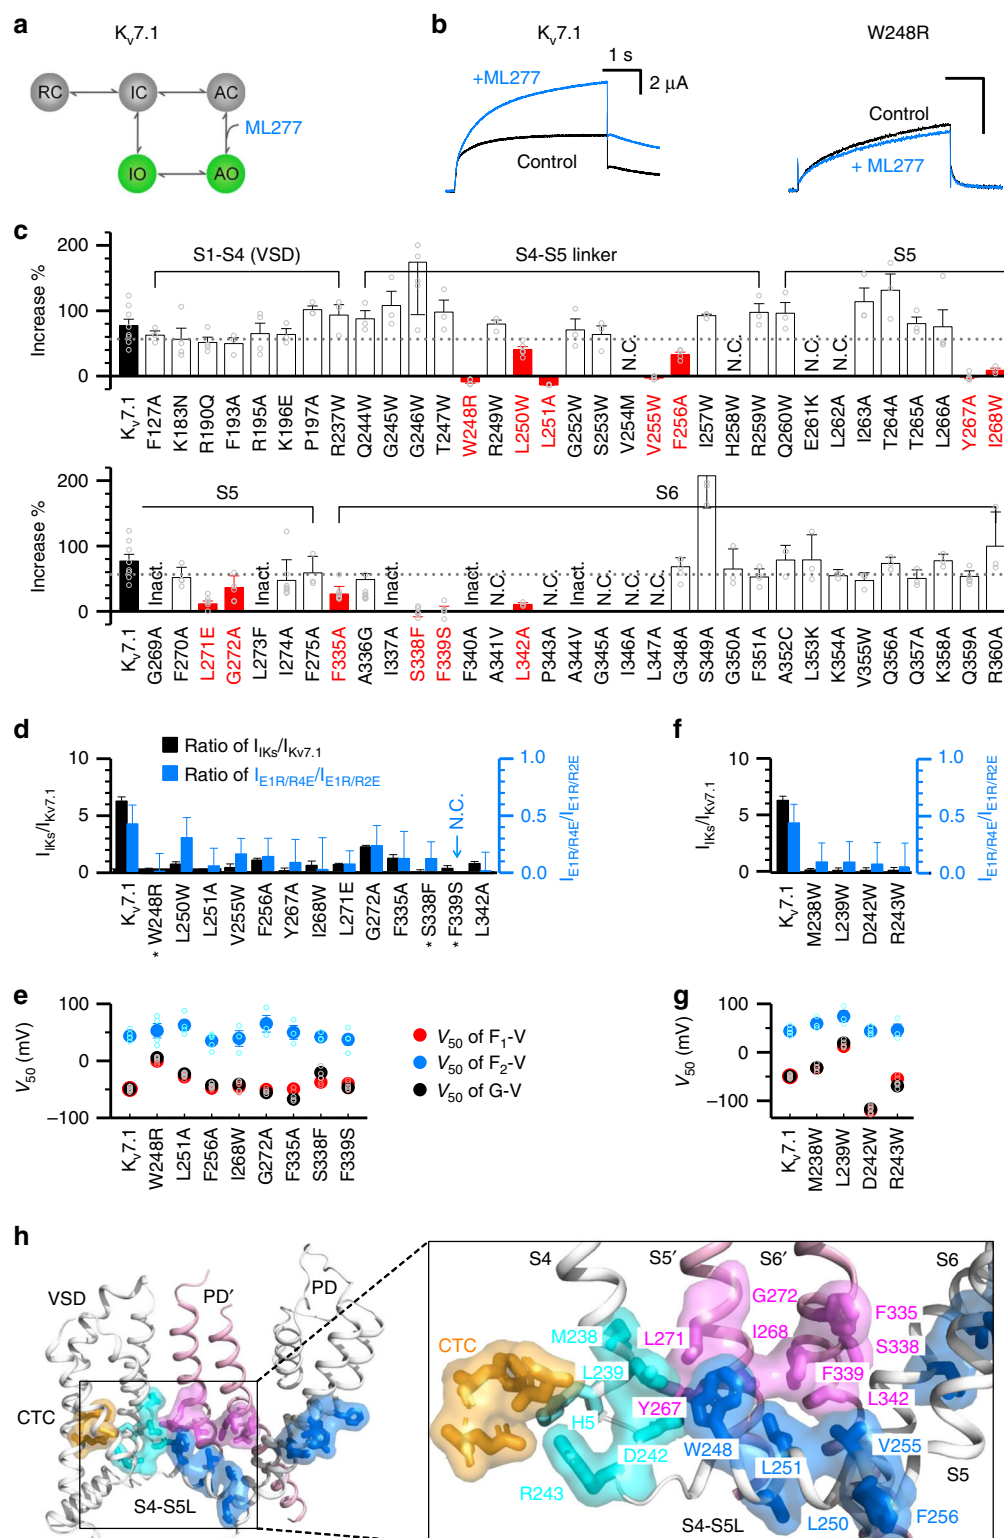 a
Kv7.1
RC
IC
AC
ML277
IO
AO
b
Kv7.1
W248R
1 s
2 μA
+ML277
Control
Control
+ ML277
c
Increase %
200
100
0
S1-S4 (VSD)
S4-S5 linker
S5
N.C.
N.C.
N.C.
N.C.
Kv7.1
F127A
K183N
R190Q
F193A
R195A
K196E
P197A
R237W
Q244W
G245W
G246W
T247W
W248R
R249W
L250W
L251A
G252W
S253W
V254M
V255W
F256A
I257W
H258W
R259W
Q260W
E261K
L262A
I263A
T264A
T265A
L266A
Y267A
I268W
Increase %
200
100
0
S5
S6
Inact.
Inact.
Inact.
N.C.
N.C.
N.C.
Inact.
N.C.
N.C.
N.C.
Kv7.1
G269A
F270A
L271E
G272A
L273F
I274A
F275A
F335A
A336G
I337A
S338F
F339S
F340A
A341V
L342A
P343A
A344V
G345A
I346A
L347A
G348A
S349A
G350A
F351A
A352C
L353K
K354A
V355W
Q356A
Q357A
K358A
Q359A
R360A
d
Ratio of IIKs/IKv7.1
Ratio of IE1R/R4E/IE1R/R2E
IIKs/IKv7.1
10
5
0
N.C.
1.0
0.5
0.0
IE1R/R4E/IE1R/R2E
Kv7.1
* W248R
L250W
L251A
V255W
F256A
Y267A
I268W
L271E
G272A
F335A
* S338F
* F339S
L342A
f
IIKs/IKv7.1
10
5
0
1.0
0.5
0.0
IE1R/R4E/IE1R/R2E
Kv7.1
M238W
L239W
D242W
R243W
e
V50 (mV)
100
0
−100
Kv7.1
W248R
L251A
F256A
I268W
G272A
F335A
S338F
F339S
V50 of F1-V
V50 of F2-V
V50 of G-V
g
V50 (mV)
100
0
−100
Kv7.1
M238W
L239W
D242W
R243W
h
VSD
PD′
PD
CTC
S4-S5L
S4
S5′
S6′
S6
G272
F335
M238
L271
I268
S338
CTC
L239
F339
L342
H5
Y267
D242
W248
V255
L251
S5
R243
L250
F256
S4-S5L